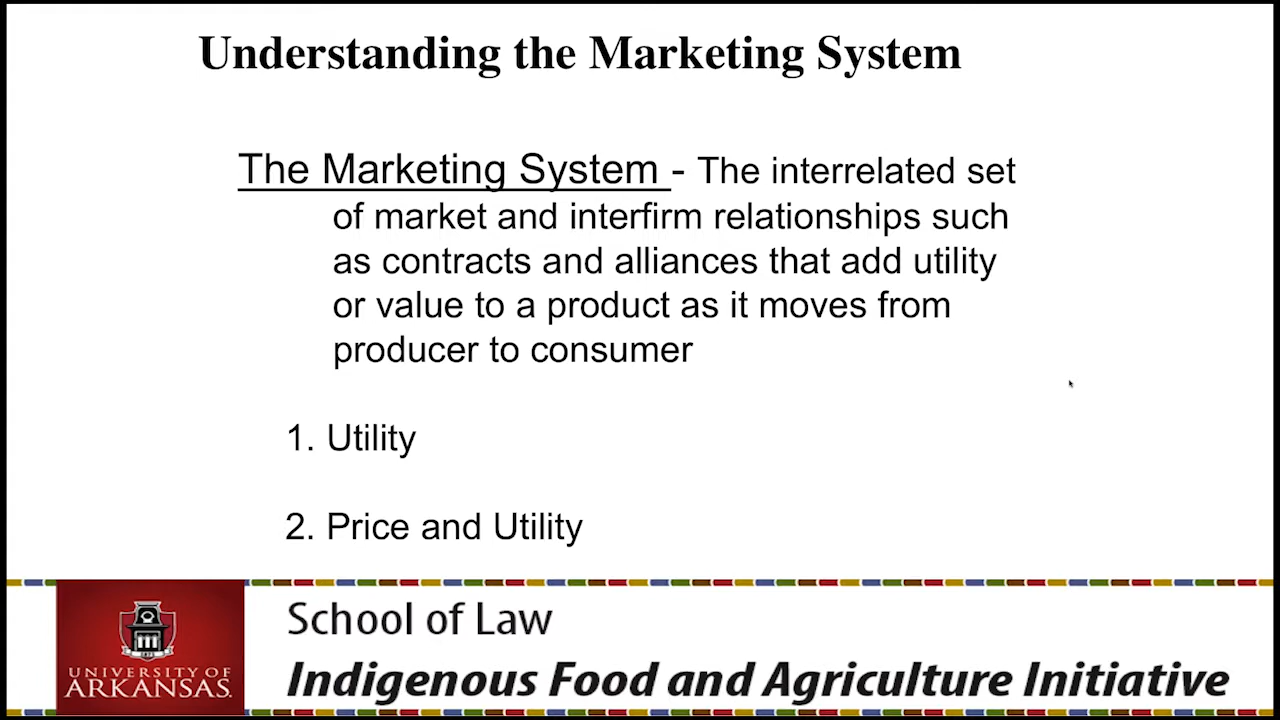 Understanding the Marketing System
The Marketing System - The interrelated set
of market and interfirm relationships such
as contracts and alliances that add utility
or value to a product as it moves from
producer to consumer
1. Utility
2. Price and Utility
School of Law
UNIVERSITY OF
ARKANSAS.
Indigenous Food and Agriculture Initiative